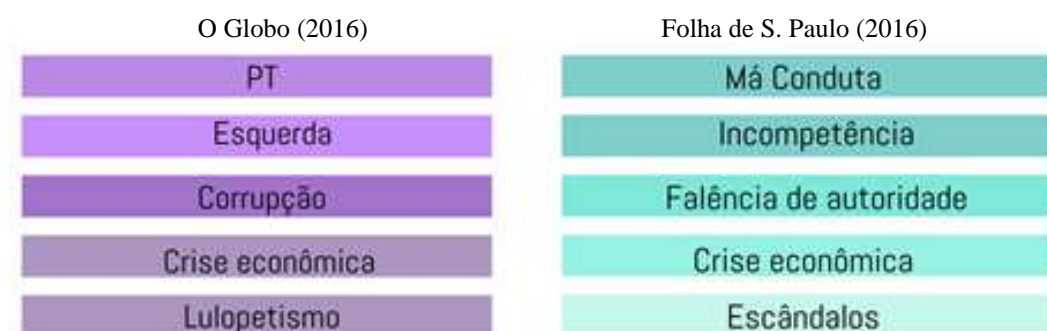 O Globo (2016)
Folha de S. Paulo (2016)
PT
Má Conduta
Esquerda
Incompetência
Corrupção
Falência de autoridade
Crise econômica
Crise econômica
Lulopetismo
Escândalos